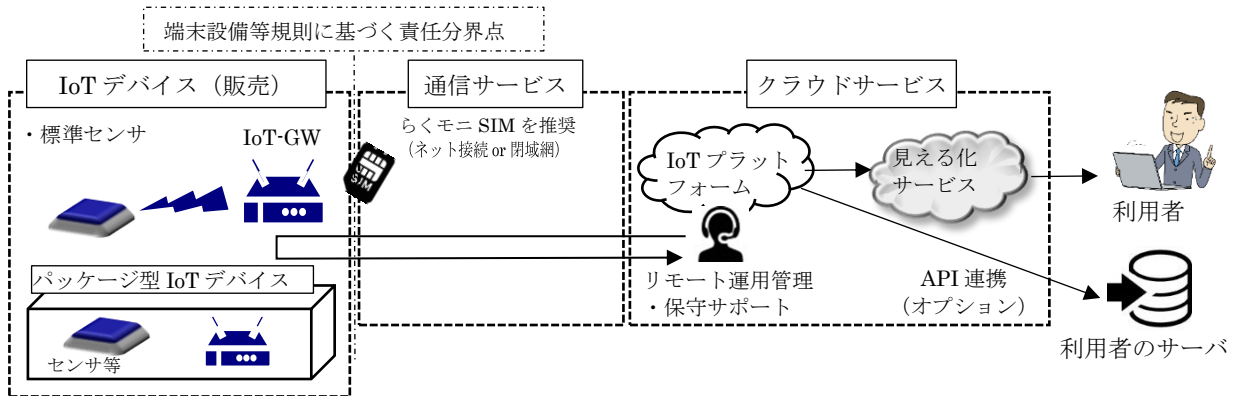 端末設備等規則に基づく責任分界点
IoT デバイス（販売）
通信サービス
クラウドサービス
・標準センサ
IoT-GW
らくモニ SIM を推奨
（ネット接続 or 閉域網）
SIM
IoT プラット
フォーム
見える化
サービス
利用者
パッケージ型 IoT デバイス
センサ等
リモート運用管理
・保守サポート
API 連携
（オプション）
利用者のサーバ